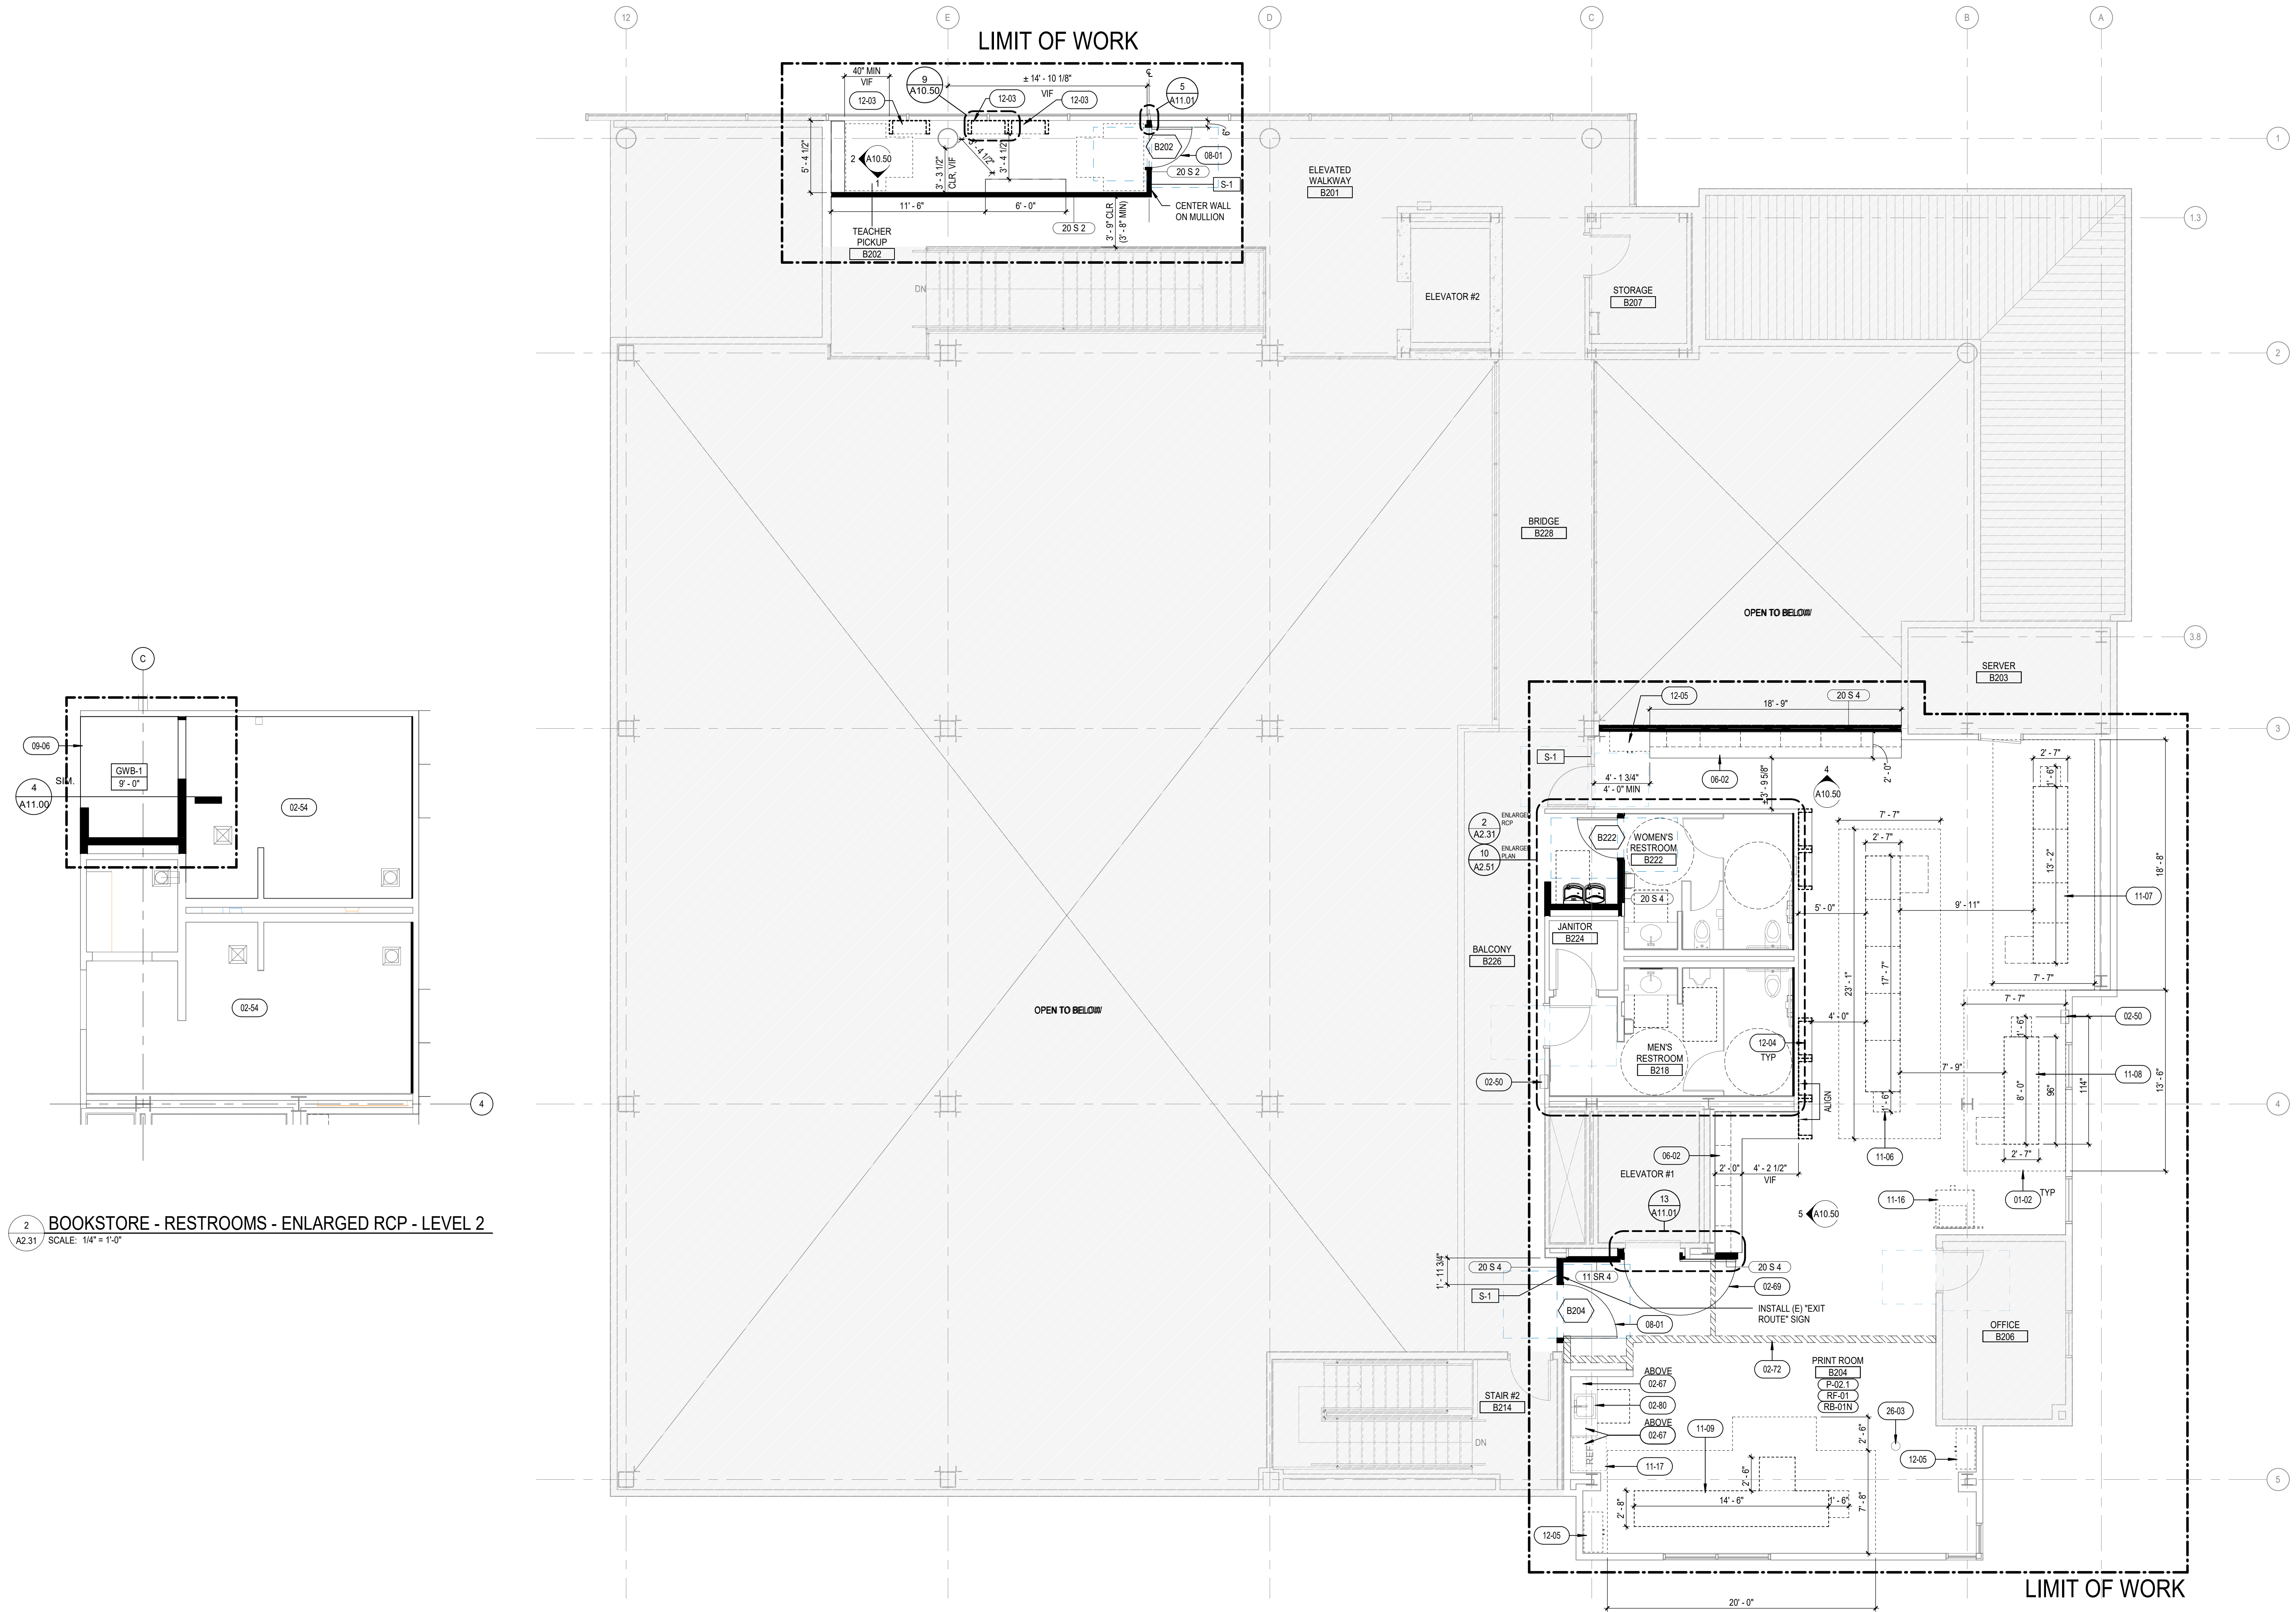 12
E
D
C
B
A
LIMIT OF WORK
40" MIN
VIF
9
A10.50
± 14' - 10 1/8"
VIF
5
A11.01
12-03
12-03
12-03
6"
1
5' - 4 1/2"
2
A10.50
1
3' - 3 1/2"
CLR, VIF
3' - 4 1/2"
B202
08-01
20 S 2
S-1
11' - 6"
6' - 0"
20 S 2
3' - 9" CLR
(3' - 8" MIN)
CENTER WALL
ON MULLION
TEACHER
PICKUP
B202
ELEVATED
WALKWAY
B201
1.3
DN
ELEVATOR #2
STORAGE
B207
2
BRIDGE
B228
OPEN TO BELOW
3.8
SERVER
B203
C
09-06
GWB-1
9' - 0"
SIM.
4
A11.00
02-54
02-54
4
2
A2.31
BOOKSTORE - RESTROOMS - ENLARGED RCP - LEVEL 2
SCALE: 1/4" = 1'-0"
12-05
20 S 4
18' - 9"
3
S-1
4' - 1 3/4"
4' - 0" MIN
06-02
± 3' - 9 5/8"
2' - 0"
4
A10.50
2' - 7"
1' - 6"
2
A2.31
ENLARGED
RCP
10
A2.51
ENLARGED
PLAN
B222
WOMEN'S
RESTROOM
B222
20 S 4
7' - 7"
2' - 7"
13' - 2"
18' - 8"
11-07
5' - 0"
9' - 11"
JANITOR
B224
BALCONY
B226
23' - 1"
17' - 7"
7' - 7"
7' - 7"
OPEN TO BELOW
4' - 0"
1' - 6"
02-50
12-04
TYP
MEN'S
RESTROOM
B218
02-50
7' - 9"
11-08
8' - 0"
96"
114"
13' - 6"
1' - 6"
ALIGN
4
2' - 7"
11-06
06-02
2' - 0"
4' - 2 1/2"
VIF
ELEVATOR #1
13
A11.01
11-16
01-02
TYP
5
A10.50
1' - 11 3/4"
20 S 4
11 SR 4
20 S 4
02-69
S-1
B204
INSTALL (E) "EXIT
ROUTE" SIGN
08-01
OFFICE
B206
02-72
PRINT ROOM
B204
P-02.1
RF-01
RB-01N
ABOVE
02-67
02-80
ABOVE
02-67
STAIR #2
B214
DN
REF
26-03
11-09
2' - 6"
12-05
11-17
2' - 6"
5
14' - 6"
1' - 6"
2' - 8"
7' - 8"
12-05
LIMIT OF WORK
20' - 0"